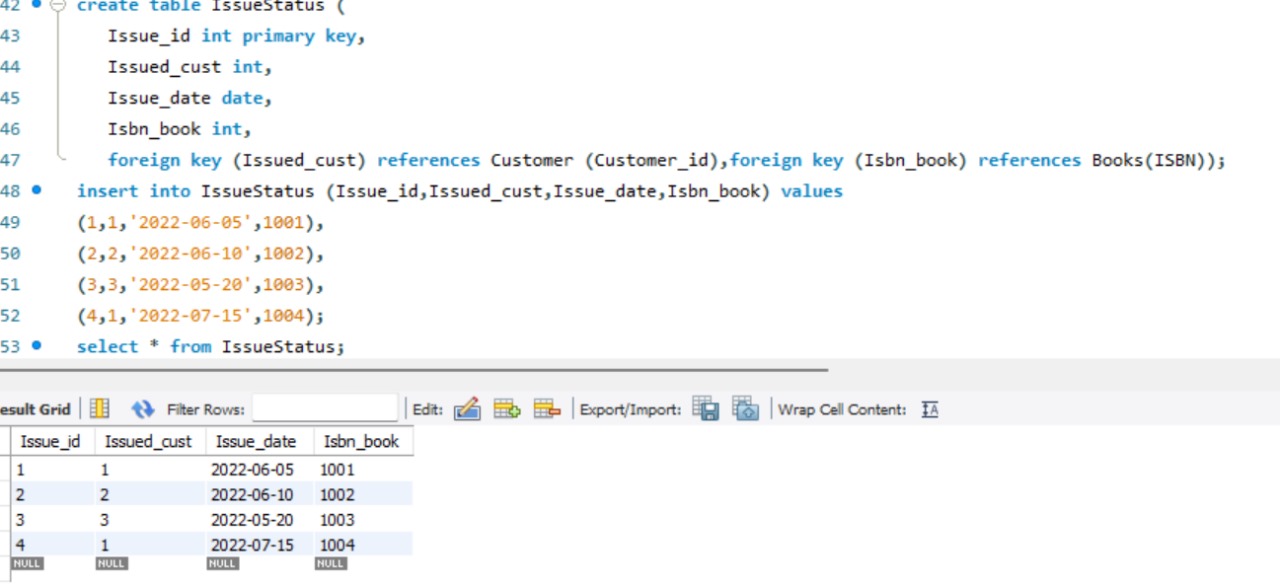 42 create table IssueStatus (
43 Issue_id int primary key,
44 Issued_cust int,
45 Issue_date date,
46 Isbn_book int,
47 foreign key (Issued_cust) references Customer (Customer_id),foreign key (Isbn_book) references Books(ISBN));
48 insert into IssueStatus (Issue_id,Issued_cust,Issue_date,Isbn_book) values
49 (1,1,'2022-06-05',1001),
50 (2,2,'2022-06-10',1002),
51 (3,3,'2022-05-20',1003),
52 (4,1,'2022-07-15',1004);
53 select * from IssueStatus;
esult Grid Filter Rows: Edit: Export/Import: Wrap Cell Content: IA
Issue_id Issued_cust Issue_date Isbn_book
1 1 2022-06-05 1001
2 2 2022-06-10 1002
3 3 2022-05-20 1003
4 1 2022-07-15 1004
NULL NULL NULL NULL